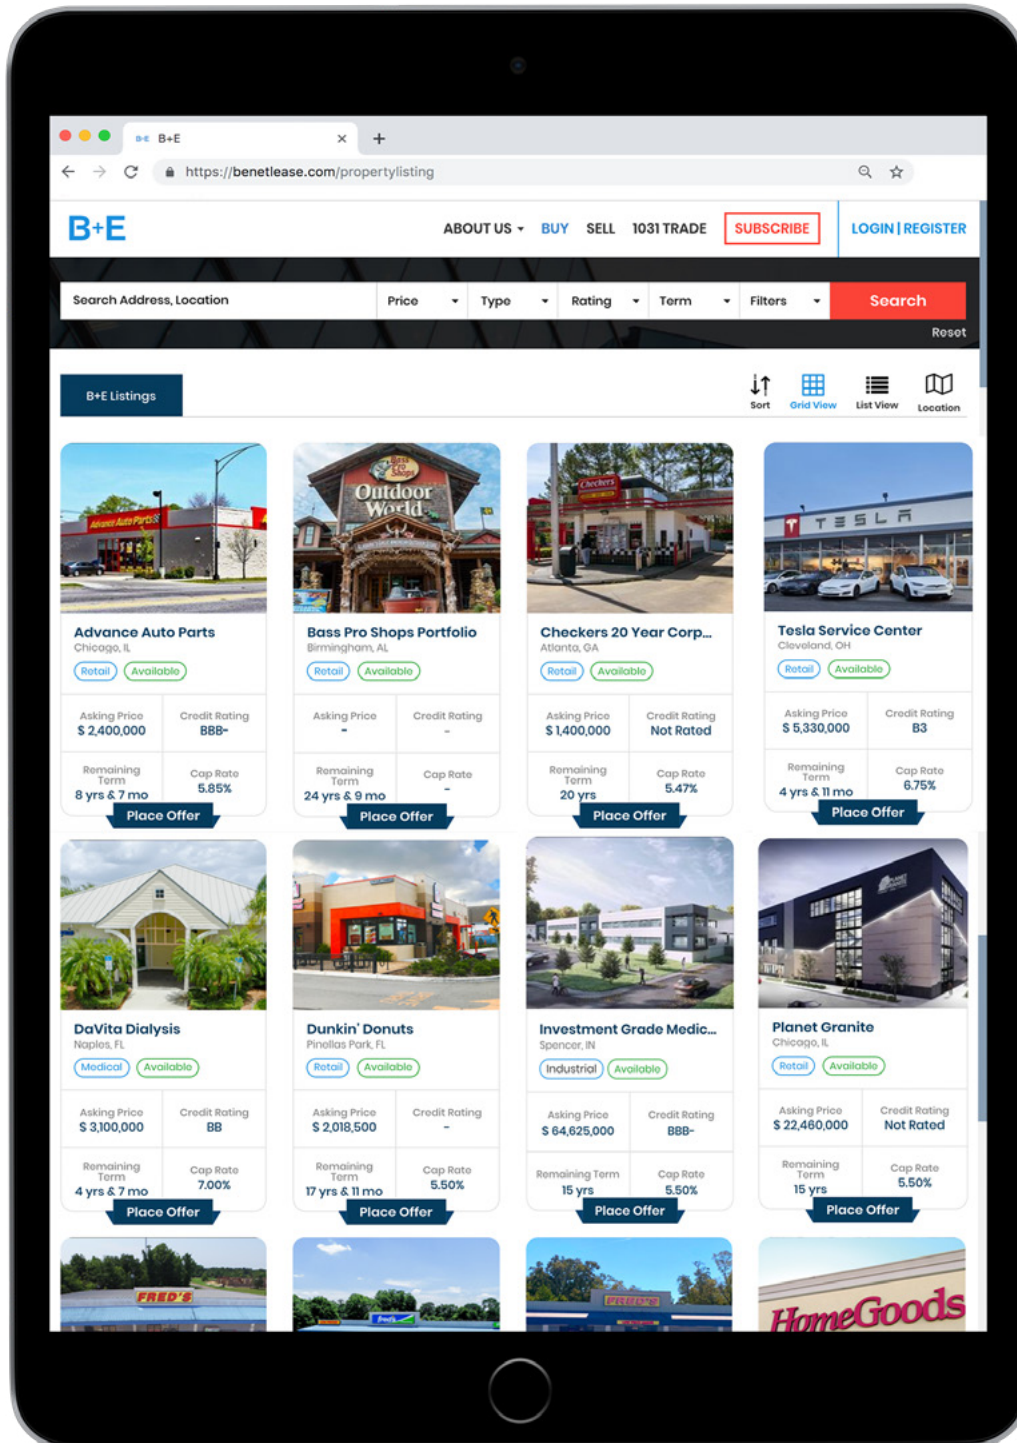 B+E B+E
https://benetlease.com/propertylisting
B+E
ABOUT US BUY SELL 1031 TRADE SUBSCRIBE LOGIN | REGISTER
Search Address, Location Price Type Rating Term Filters Search
Reset
B+E Listings
Sort Grid View List View Location
Advance Auto Parts
Bass Pro Shops
Outdoor World
Checkers
TESLA
Advance Auto Parts
Chicago, IL
Retail Available
Asking Price Credit Rating
$ 2,400,000 BBB-
Remaining Term Cap Rate
8 yrs & 7 mo 5.85%
Place Offer
Bass Pro Shops Portfolio
Birmingham, AL
Retail Available
Asking Price Credit Rating
- -
Remaining Term Cap Rate
24 yrs & 9 mo -
Place Offer
Checkers 20 Year Corp...
Atlanta, GA
Retail Available
Asking Price Credit Rating
$ 1,400,000 Not Rated
Remaining Term Cap Rate
20 yrs 5.47%
Place Offer
Tesla Service Center
Cleveland, OH
Retail Available
Asking Price Credit Rating
$ 5,330,000 B3
Remaining Term Cap Rate
4 yrs & 11 mo 6.75%
Place Offer
PLANET GRANITE
DaVita Dialysis
Naples, FL
Medical Available
Asking Price Credit Rating
$ 3,100,000 BB
Remaining Term Cap Rate
4 yrs & 7 mo 7.00%
Place Offer
Dunkin' Donuts
Pinellas Park, FL
Retail Available
Asking Price Credit Rating
$ 2,018,500 -
Remaining Term Cap Rate
17 yrs & 11 mo 5.50%
Place Offer
Investment Grade Medic...
Spencer, IN
Industrial Available
Asking Price Credit Rating
$ 64,625,000 BBB-
Remaining Term Cap Rate
15 yrs 5.50%
Place Offer
Planet Granite
Chicago, IL
Retail Available
Asking Price Credit Rating
$ 22,460,000 Not Rated
Remaining Term Cap Rate
15 yrs 5.50%
Place Offer
FRED'S
fred's
FRED'S
HomeGoods